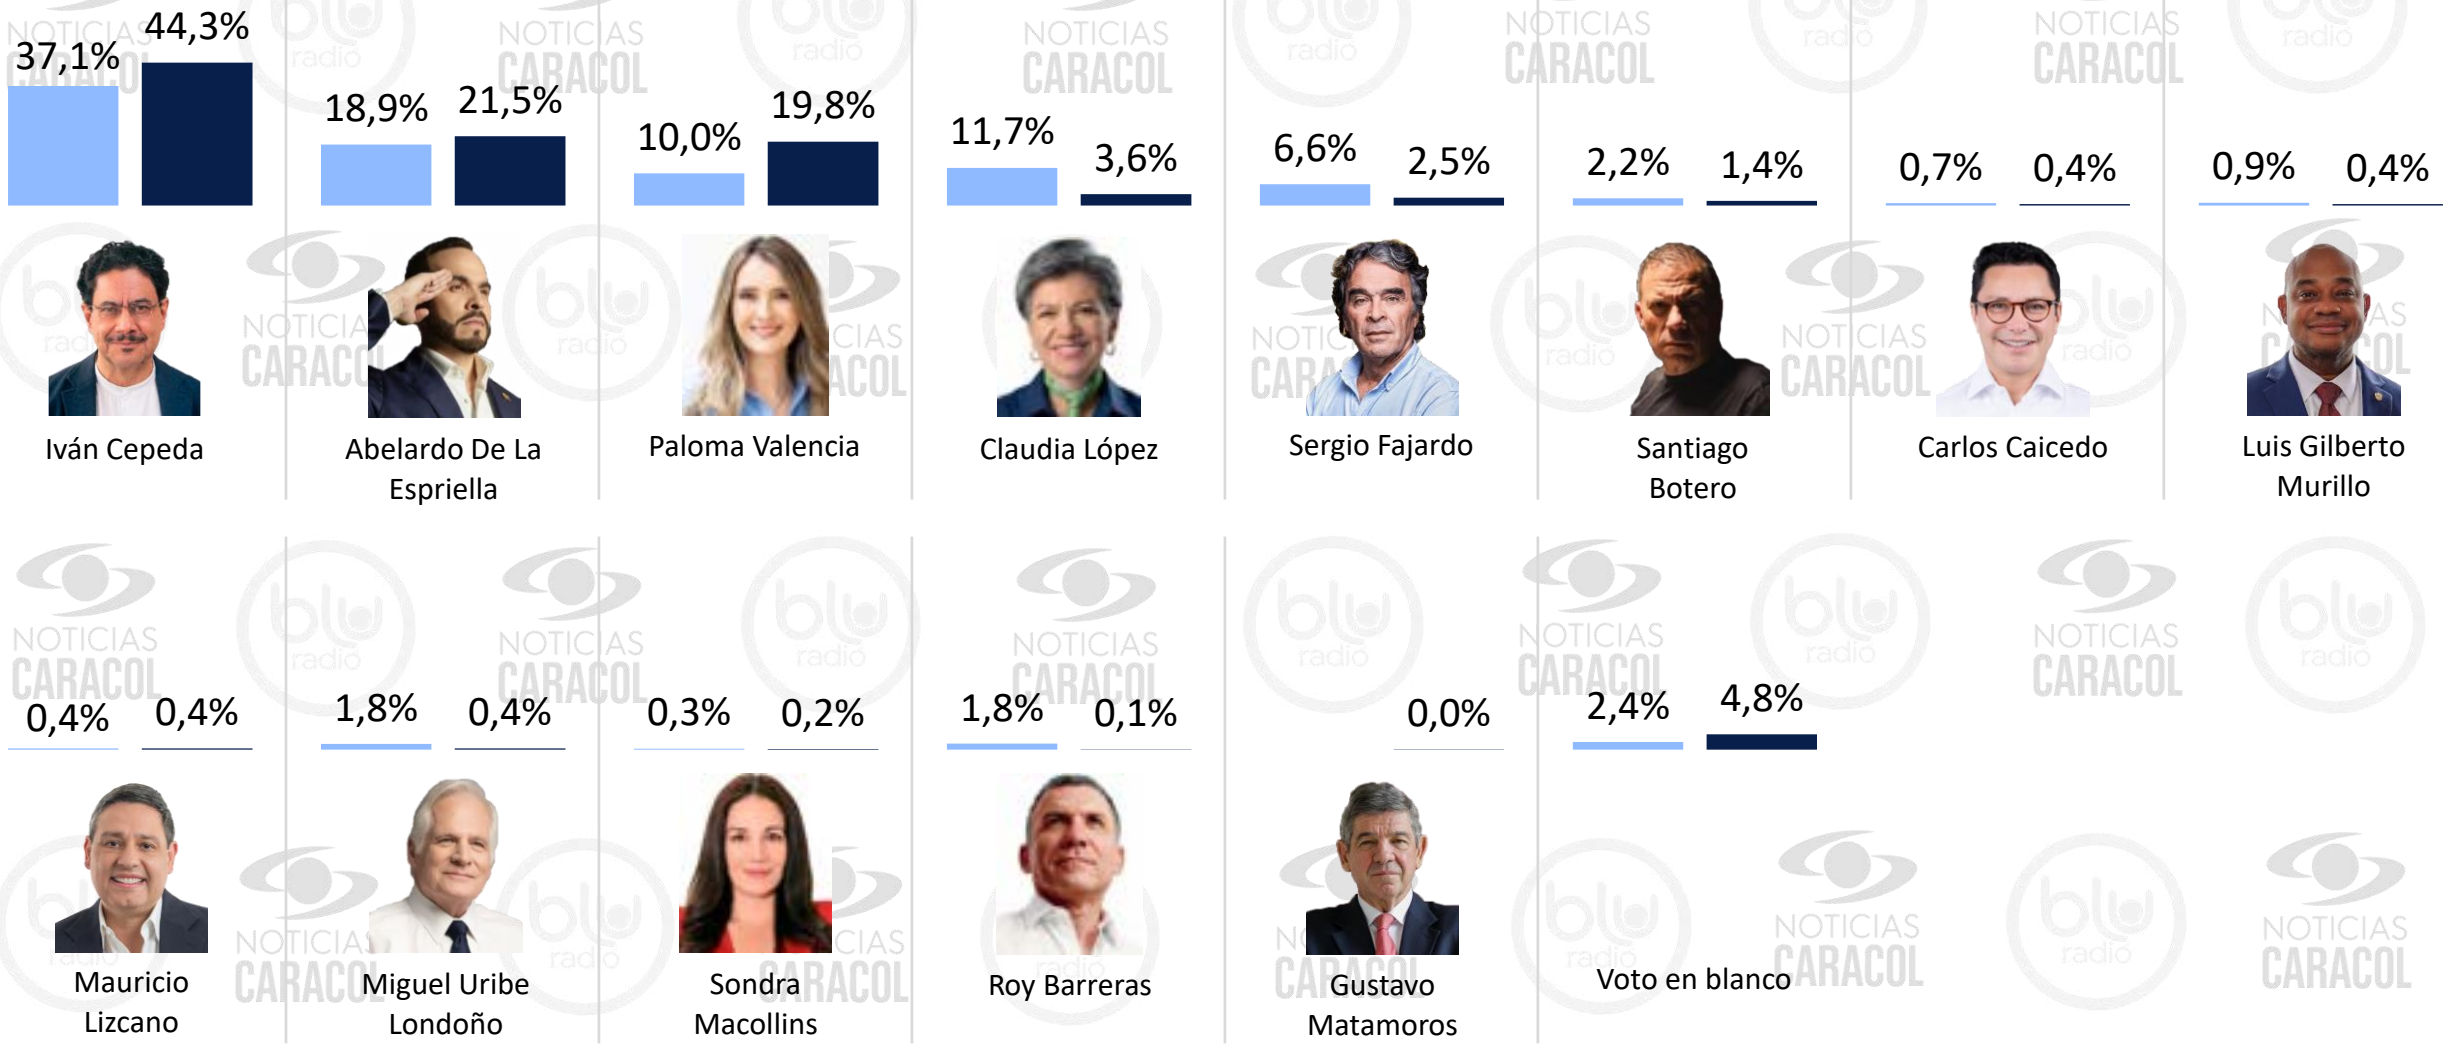 37,1% 44,3%
18,9% 21,5%
10,0% 19,8%
11,7% 3,6%
6,6% 2,5%
2,2% 1,4%
0,7% 0,4%
0,9% 0,4%
Iván Cepeda
Abelardo De La
Espriella
Paloma Valencia
Claudia López
Sergio Fajardo
Santiago
Botero
Carlos Caicedo
Luis Gilberto
Murillo
0,4% 0,4%
1,8% 0,4%
0,3% 0,2%
1,8% 0,1%
0,0%
2,4% 4,8%
Mauricio
Lizcano
Miguel Uribe
Londoño
Sondra
Macollins
Roy Barreras
Gustavo
Matamoros
Voto en blanco
NOTICIAS
CARACOL
blu
radio